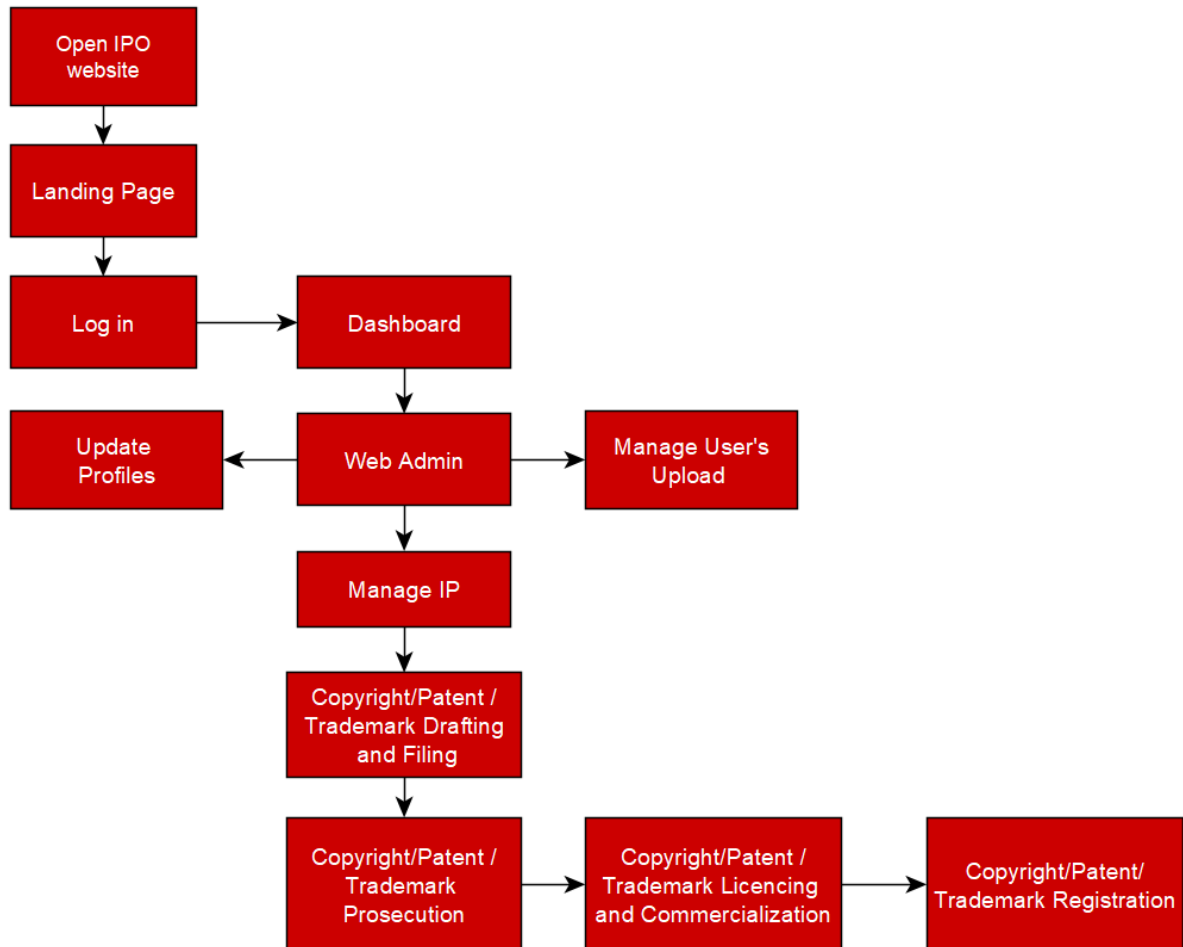 Open IPO
website
Landing Page
Log in
Dashboard
Update
Profiles
Web Admin
Manage User's
Upload
Manage IP
Copyright/Patent /
Trademark Drafting
and Filing
Copyright/Patent /
Trademark
Prosecution
Copyright/Patent /
Trademark Licencing
and Commercialization
Copyright/Patent/
Trademark Registration